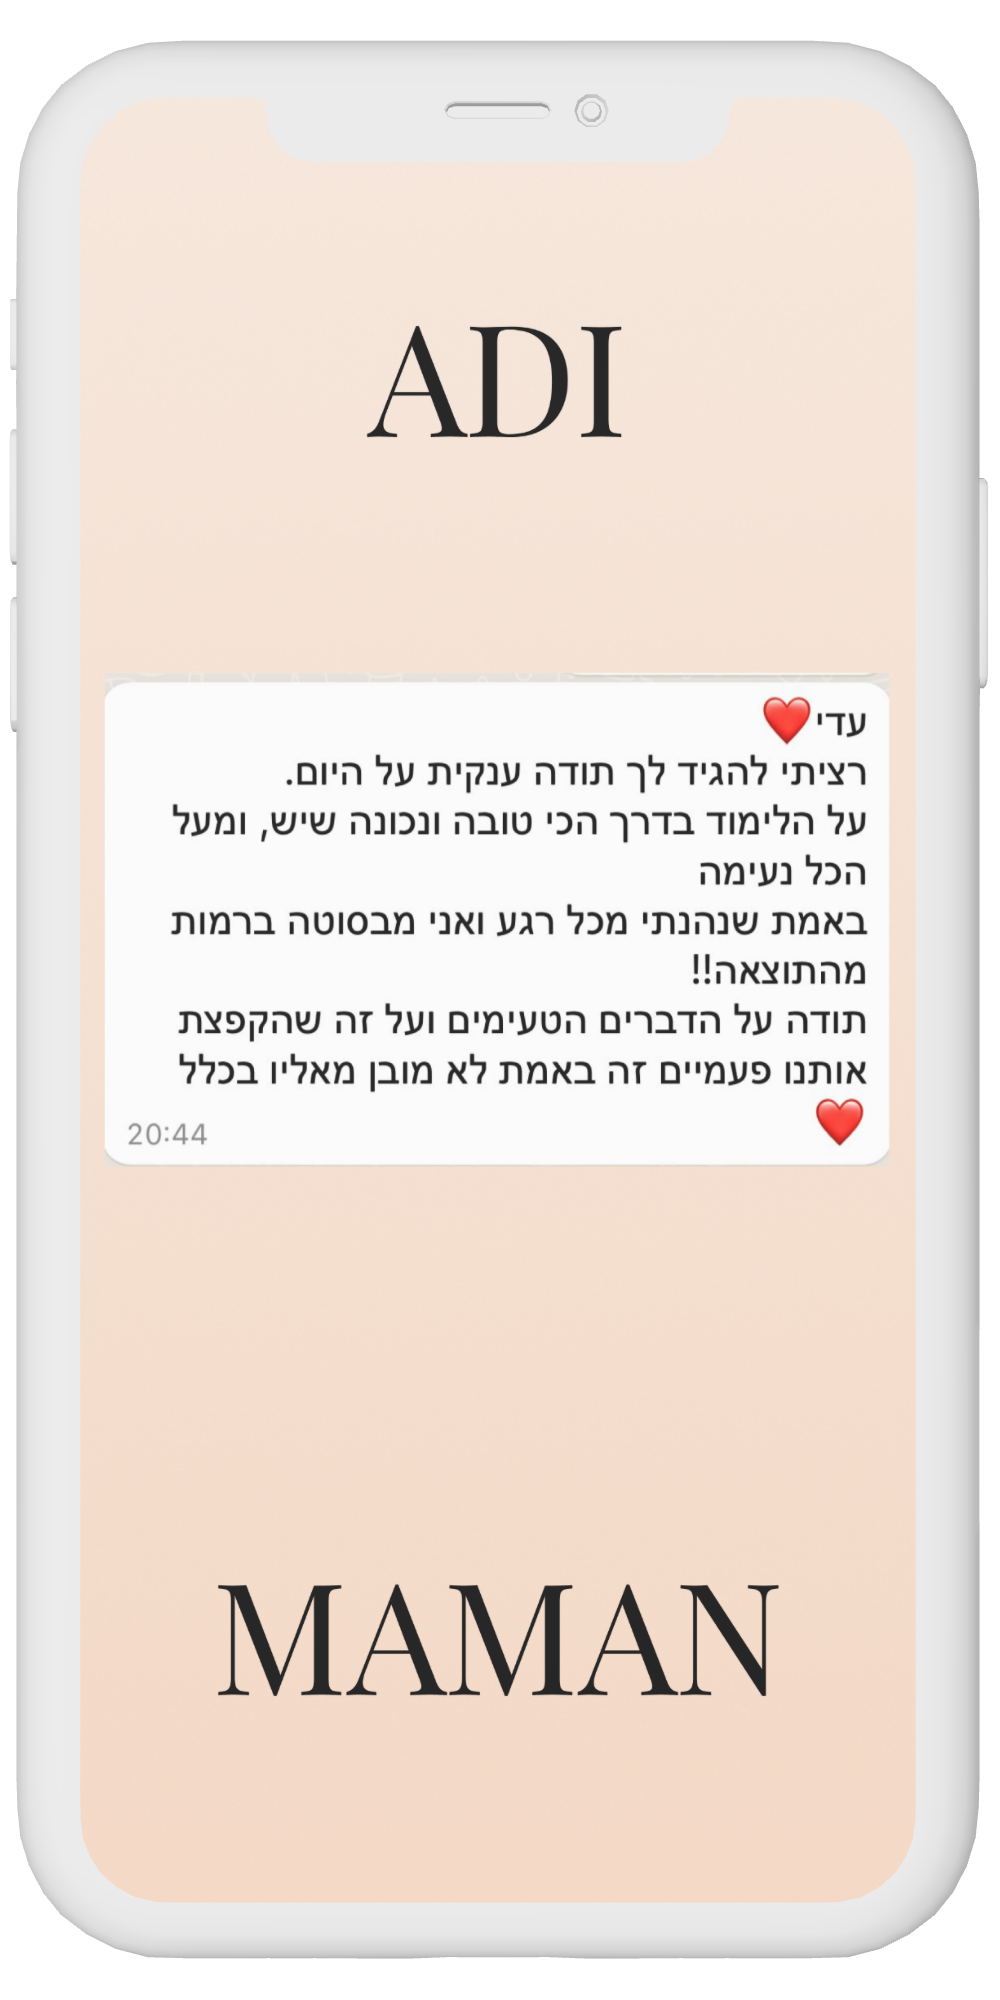 ADI
עדי❤️
רציתי להגיד לך תודה ענקית על היום.
על הלימוד בדרך הכי טובה ונכונה שיש, ומעל
הכל נעימה
באמת שנהנתי מכל רגע ואני מבסוטה ברמות
מהתוצאה!!
תודה על הדברים הטעימים ועל זה שהקפצת
אותנו פעמיים זה באמת לא מובן מאליו בכלל
❤️
20:44
MAMAN